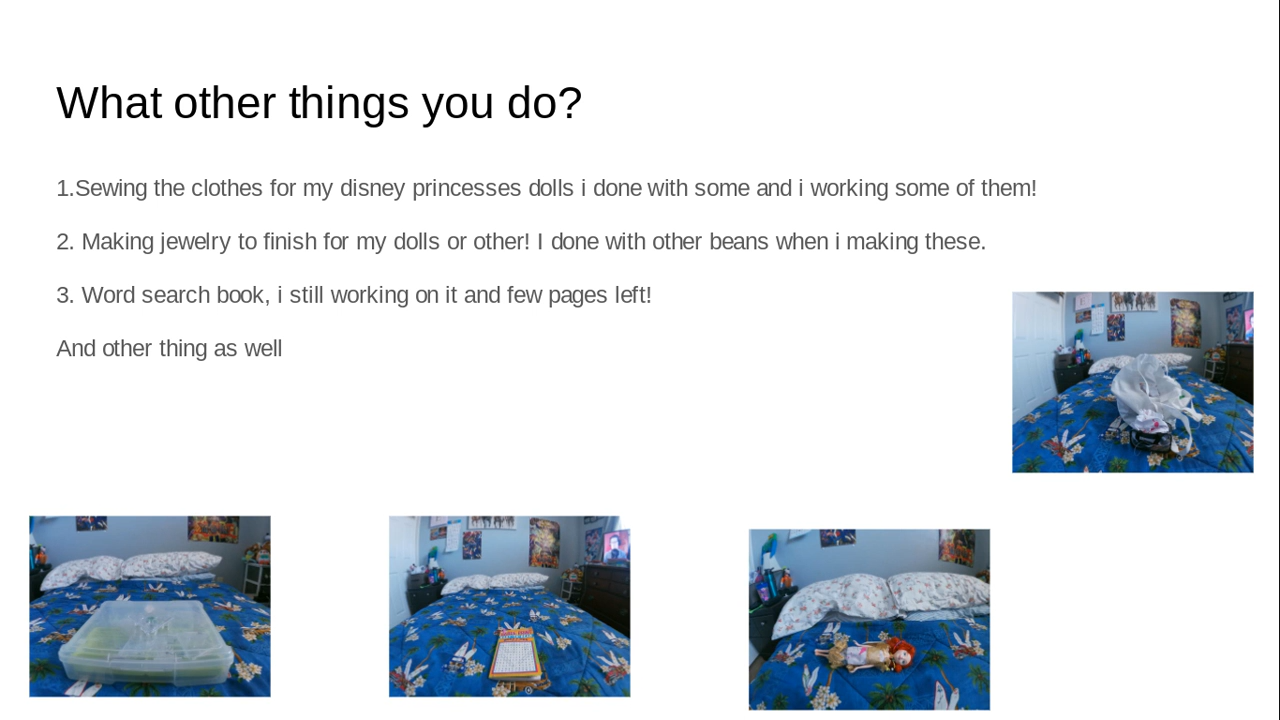 What other things you do?
1.Sewing the clothes for my disney princesses dolls i done with some and i working some of them!
2. Making jewelry to finish for my dolls or other! I done with other beans when i making these.
3. Word search book, i still working on it and few pages left!
And other thing as well